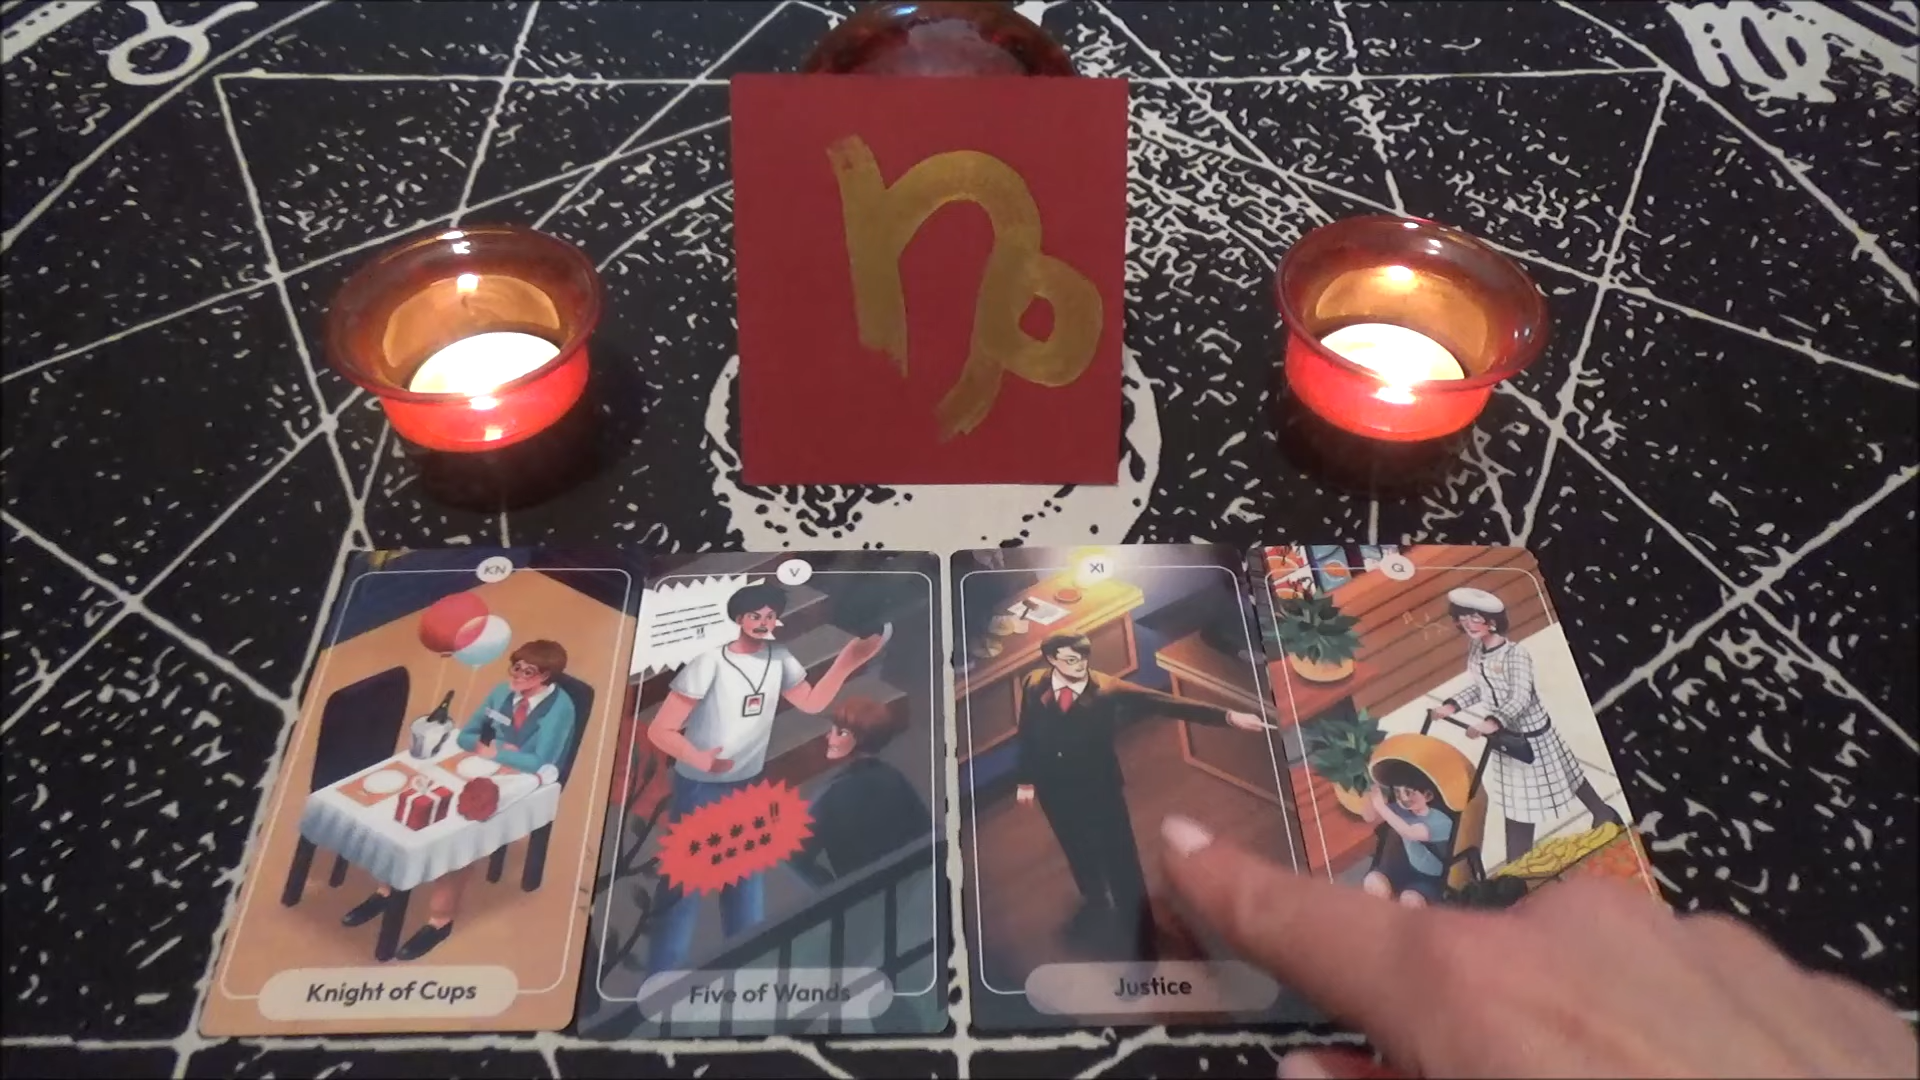 KN
V
XI
Q
!!
* * * * !!
* * * *
Knight of Cups
Five of Wands
Justice